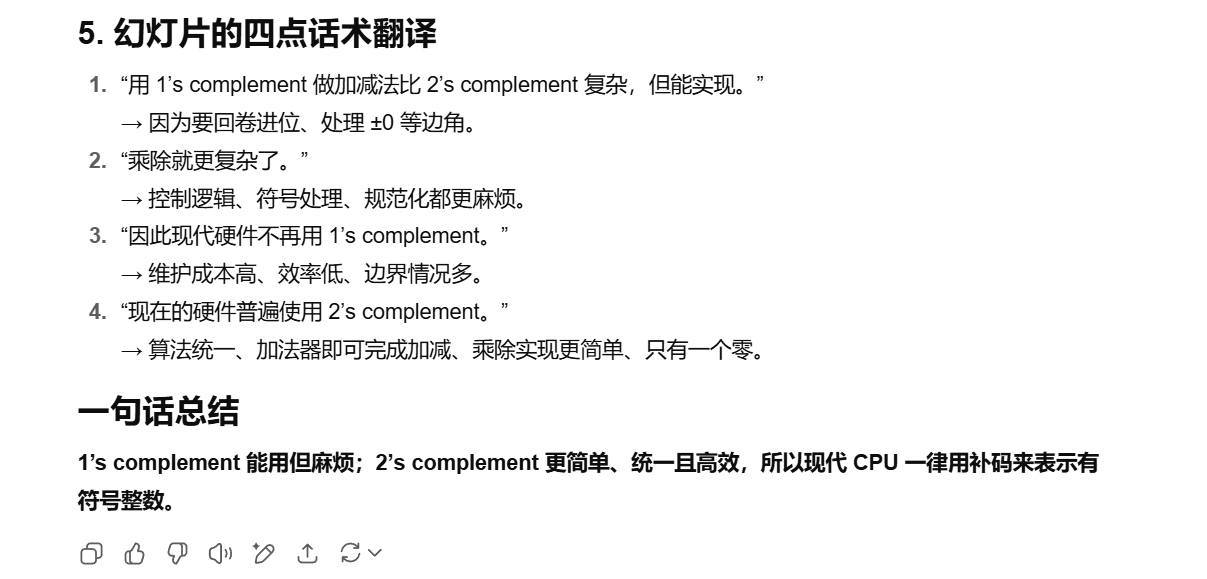 5. 幻灯片的四点话术翻译
1. “用 1’s complement 做加减法比 2’s complement 复杂，但能实现。”
→ 因为要回卷进位、处理 ±0 等边角。
2. “乘除就更复杂了。”
→ 控制逻辑、符号处理、规范化都更麻烦。
3. “因此现代硬件不再用 1’s complement。”
→ 维护成本高、效率低、边界情况多。
4. “现在的硬件普遍使用 2’s complement。”
→ 算法统一、加法器即可完成加减、乘除实现更简单、只有一个零。
一句话总结
1’s complement 能用但麻烦；2’s complement 更简单、统一且高效，所以现代 CPU 一律用补码来表示有
符号整数。